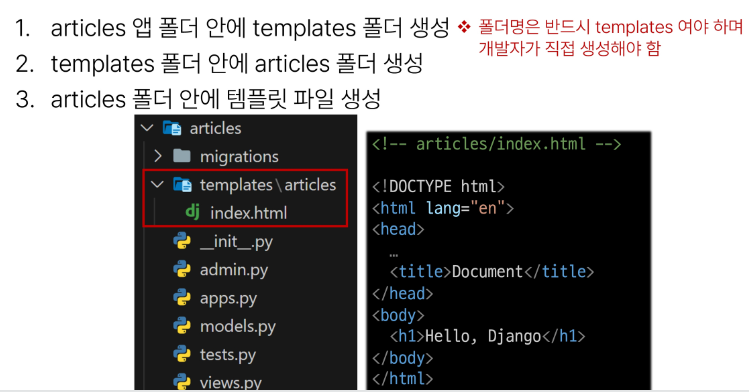 1. articles 앱 폴더 안에 templates 폴더 생성
❖ 폴더명은 반드시 templates 여야 하며
개발자가 직접 생성해야 함
2. templates 폴더 안에 articles 폴더 생성
3. articles 폴더 안에 템플릿 파일 생성
articles
migrations
templates\articles
dj index.html
__init__.py
admin.py
apps.py
models.py
tests.py
views.py
<!-- articles/index.html -->
<!DOCTYPE html>
<html lang="en">
<head>
…
<title>Document</title>
</head>
<body>
<h1>Hello, Django</h1>
</body>
</html>